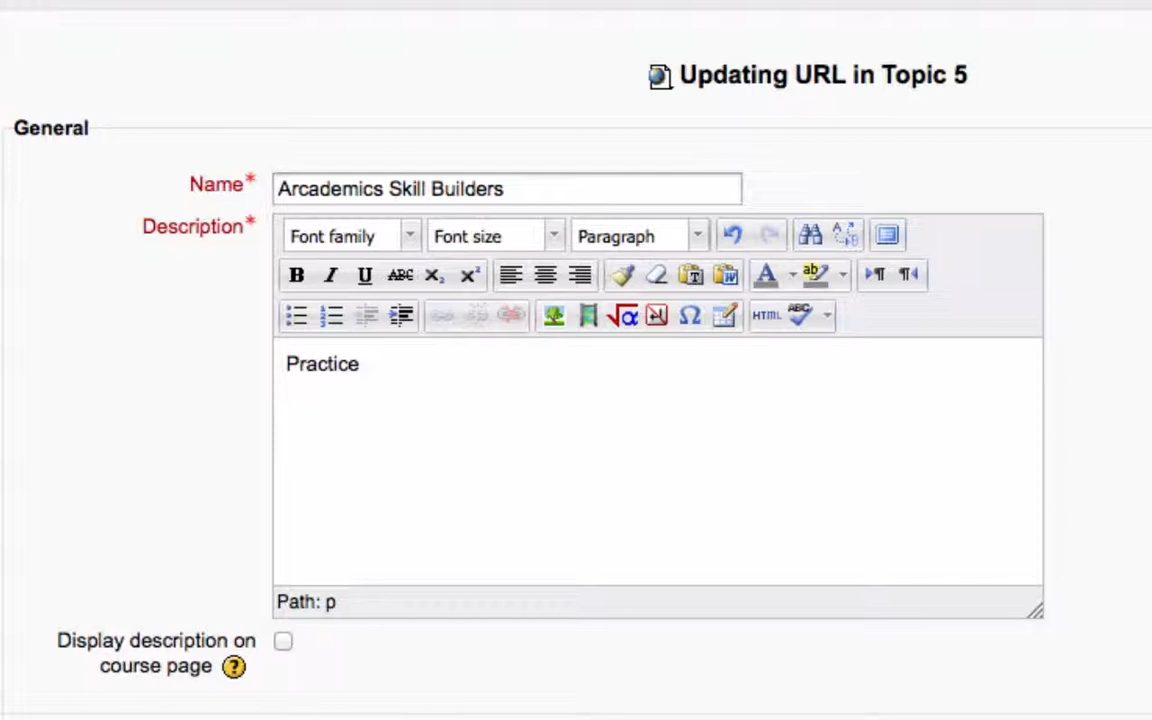 Updating URL in Topic 5
General
Name*
Arcademics Skill Builders
Description*
Font family Font size Paragraph
B I U ABC X₂ X²
HTML ABC
Practice
Path: p
Display description on
course page ?